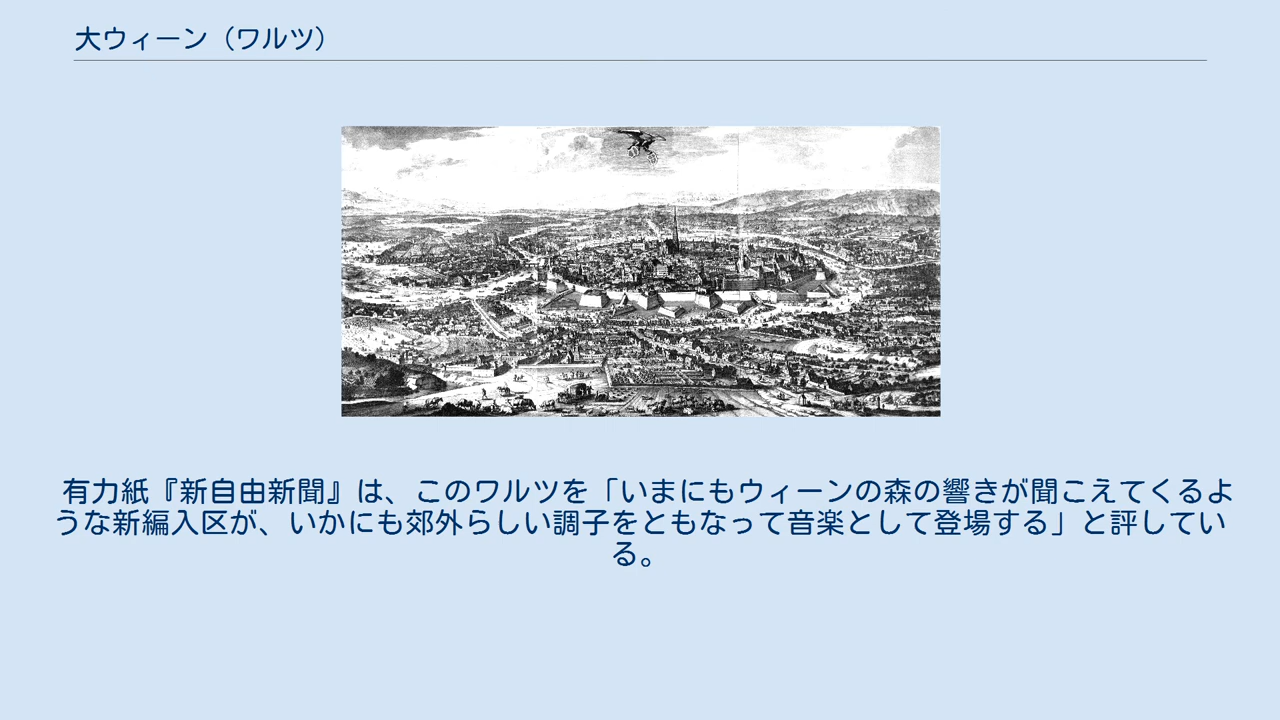 大ウィーン（ワルツ）
有力紙『新自由新聞』は、このワルツを「いまにもウィーンの森の響きが聞こえてくるよ
うな新編入区が、いかにも郊外らしい調子をともなって音楽として登場する」と評してい
る。